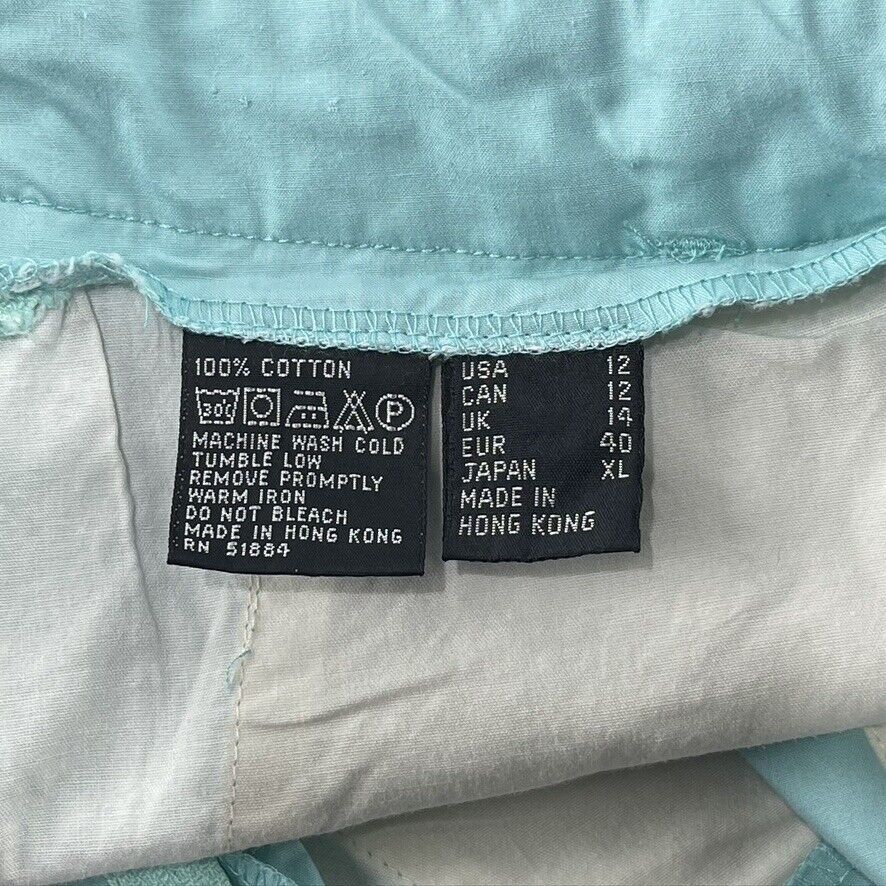 100% COTTON
30° P
MACHINE WASH COLD
TUMBLE LOW
REMOVE PROMPTLY
WARM IRON
DO NOT BLEACH
MADE IN HONG KONG
RN 51884
USA 12
CAN 12
UK 14
EUR 40
JAPAN XL
MADE IN
HONG KONG